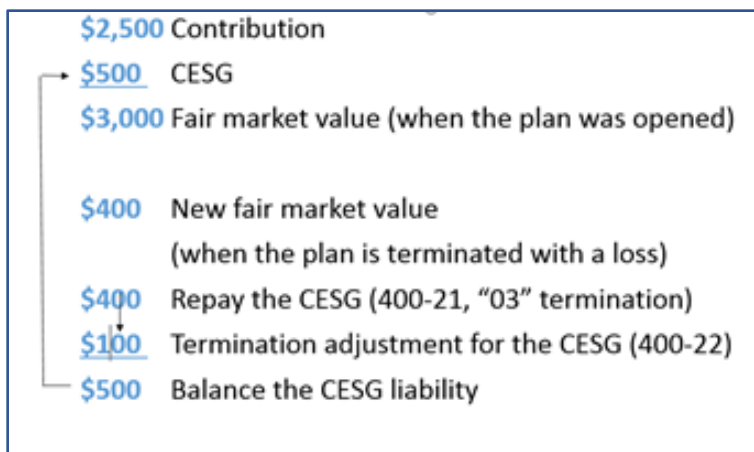 $2,500 Contribution
$500 CESG
$3,000 Fair market value (when the plan was opened)
$400 New fair market value
(when the plan is terminated with a loss)
$400 Repay the CESG (400-21, “03” termination)
$100 Termination adjustment for the CESG (400-22)
$500 Balance the CESG liability